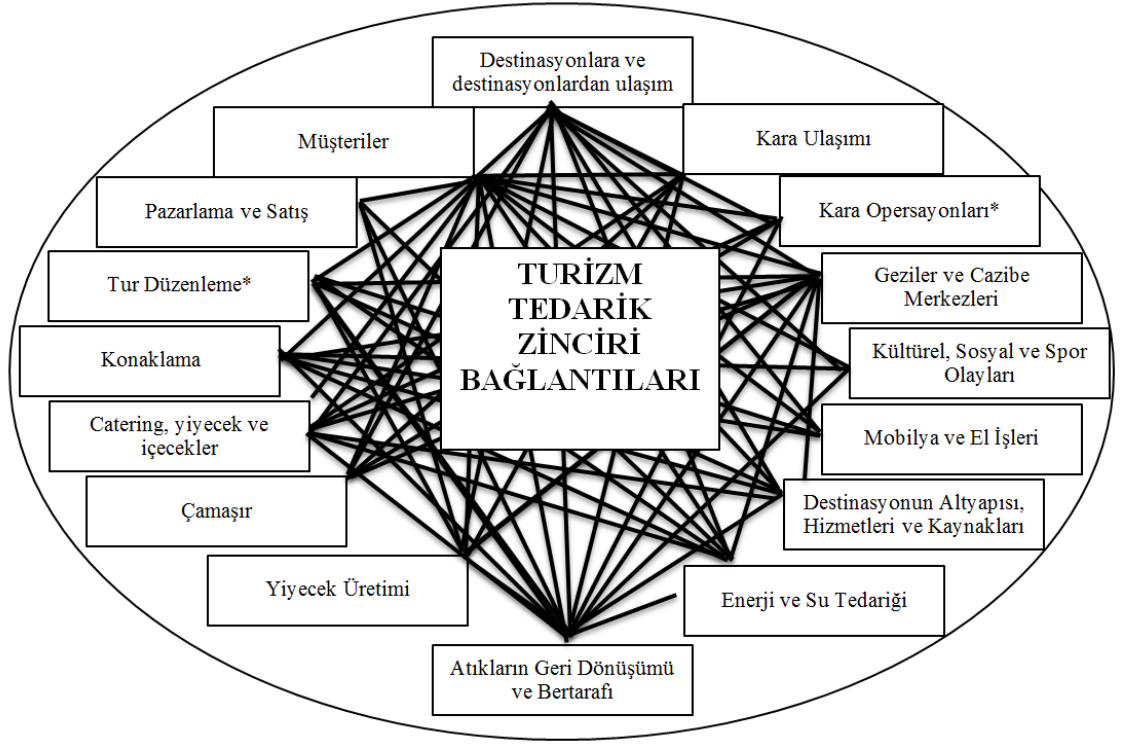 Destinasyonlara ve
destinasyonlardan ulaşım
Müşteriler
Kara Ulaşımı
Pazarlama ve Satış
Kara Opersayonları*
Tur Düzenleme*
Geziler ve Cazibe
Merkezleri
TURİZM
TEDARİK
ZİNCİRİ
BAĞLANTILARI
Konaklama
Kültürel, Sosyal ve Spor
Olayları
Catering, yiyecek ve
içecekler
Mobilya ve El İşleri
Çamaşır
Destinasyonun Altyapısı,
Hizmetleri ve Kaynakları
Yiyecek Üretimi
Enerji ve Su Tedariği
Atıkların Geri Dönüşümü
ve Bertarafı